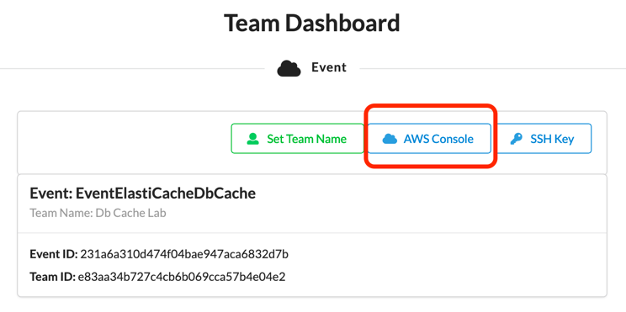 Team Dashboard
Event
Set Team Name AWS Console SSH Key
Event: EventElastiCacheDbCache
Team Name: Db Cache Lab
Event ID: 231a6a310d474f04bae947aca6832d7b
Team ID: e83aa34b727c4cb6b069cca57b4e04e2